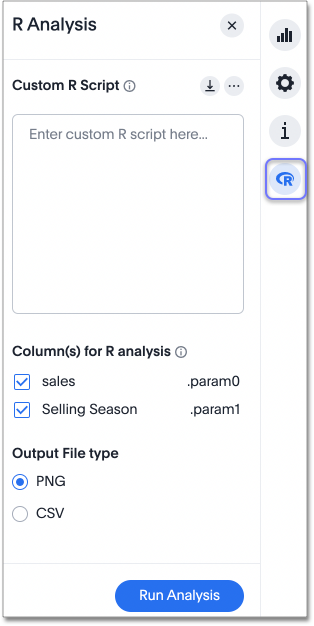 R Analysis
Custom R Script
Enter custom R script here...
Column(s) for R analysis
sales .param0
Selling Season .param1
Output File type
PNG
CSV
Run Analysis
i
R